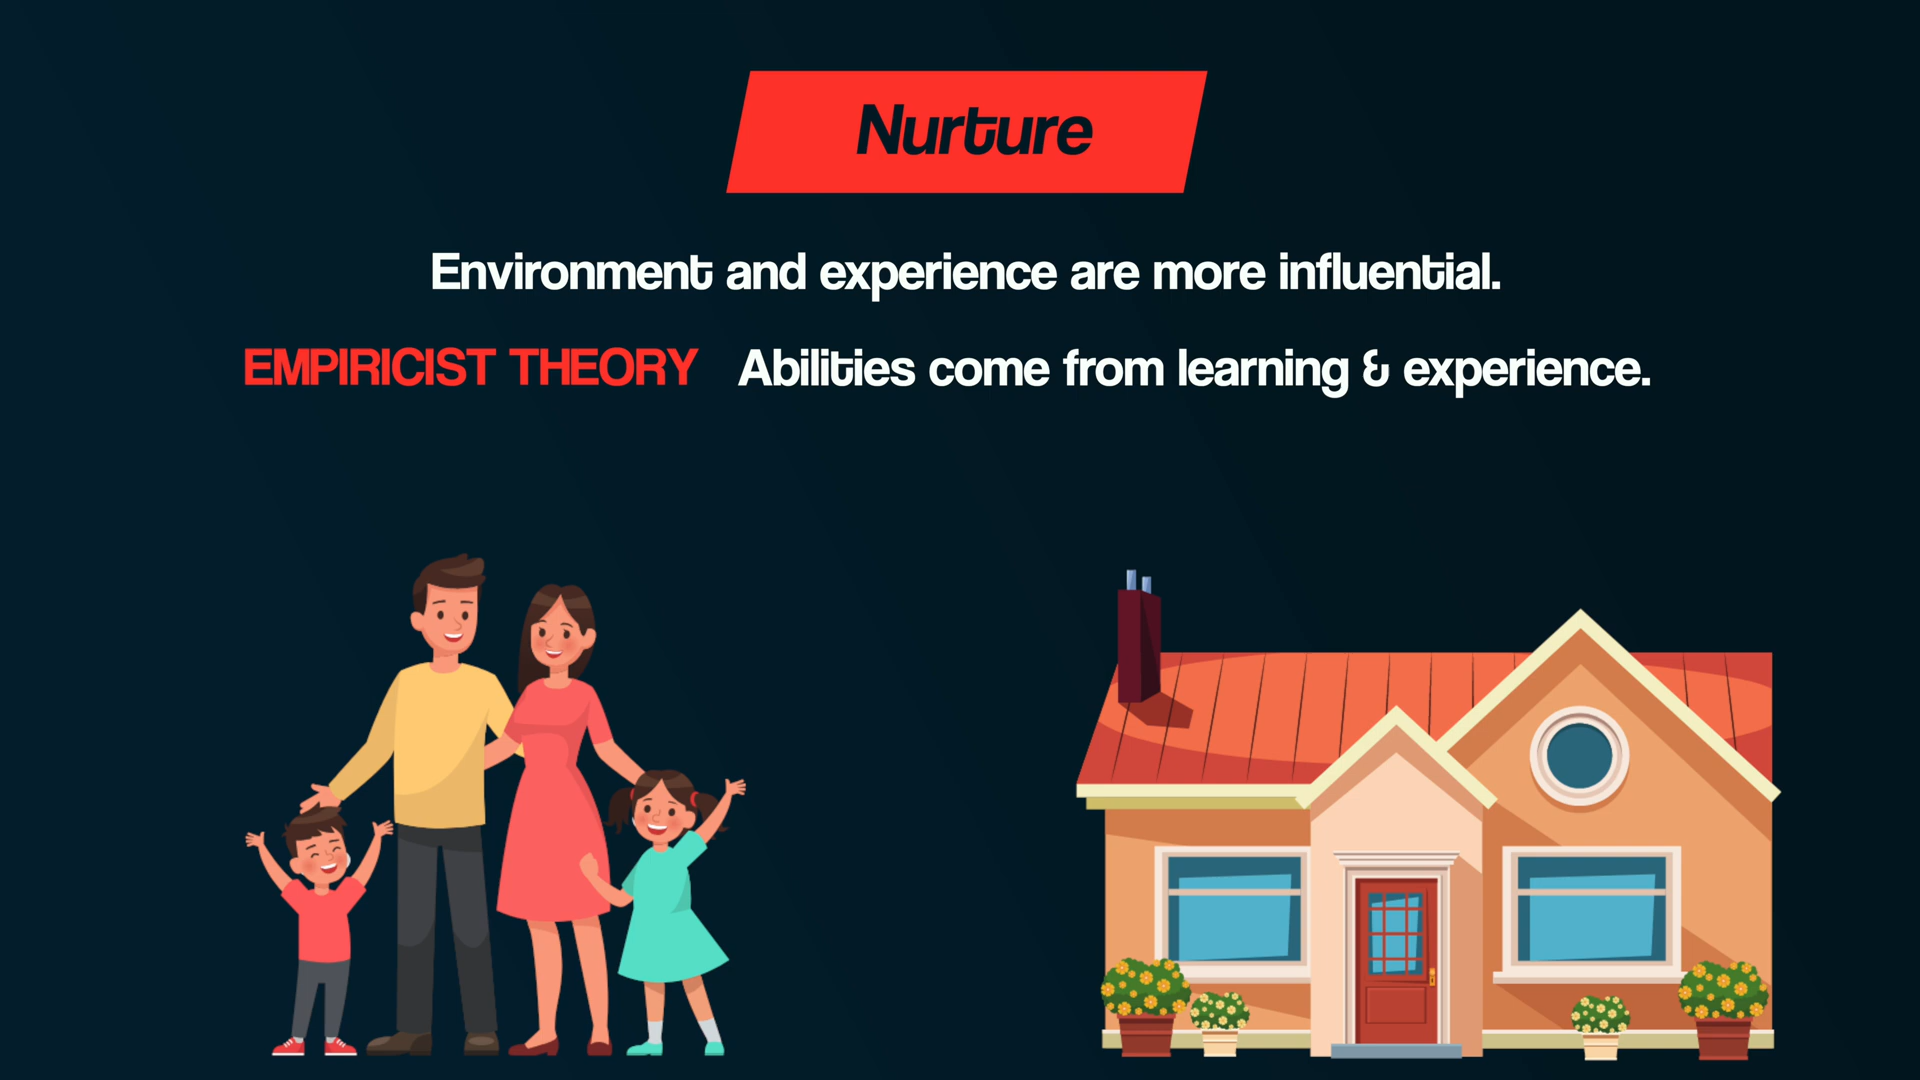 Nurture
Environment and experience are more influential.
EMPIRICIST THEORY Abilities come from learning & experience.